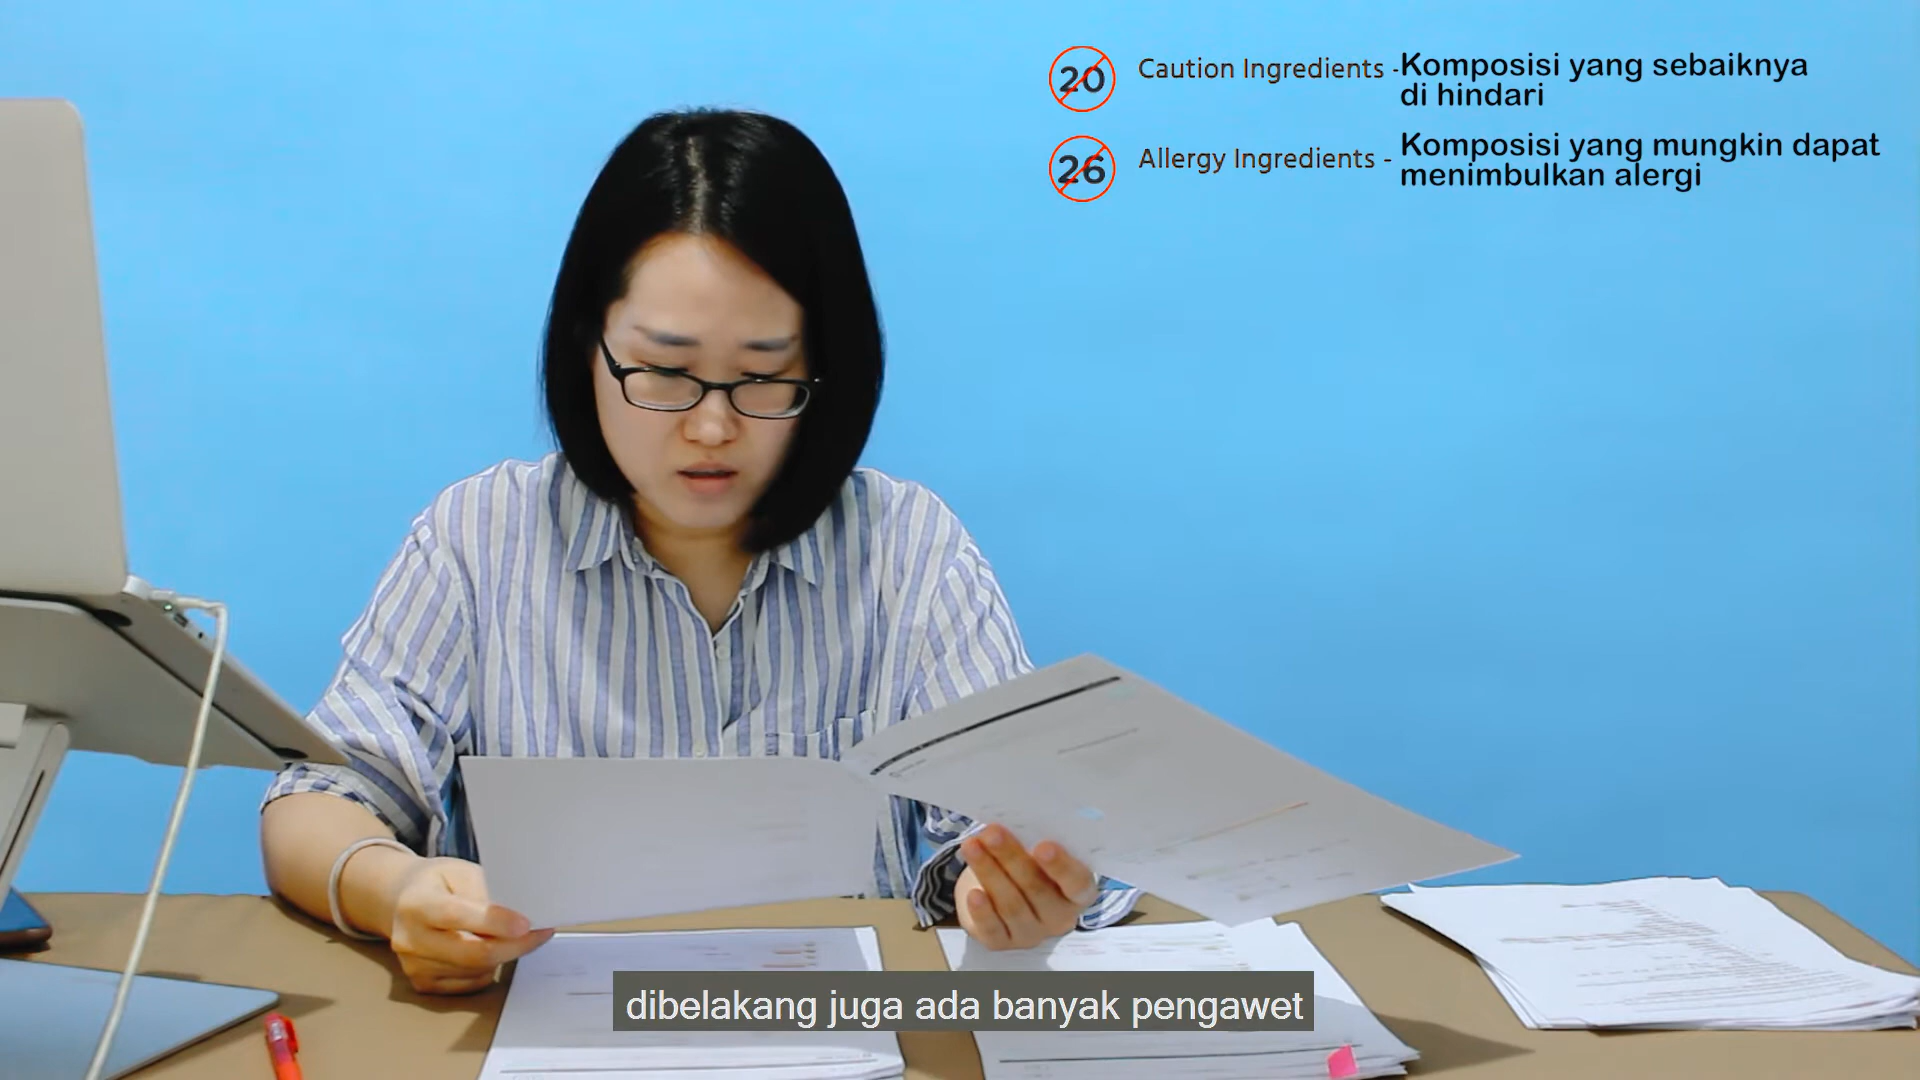 20 Caution Ingredients - Komposisi yang sebaiknya
di hindari
26 Allergy Ingredients - Komposisi yang mungkin dapat
menimbulkan alergi
dibelakang juga ada banyak pengawet